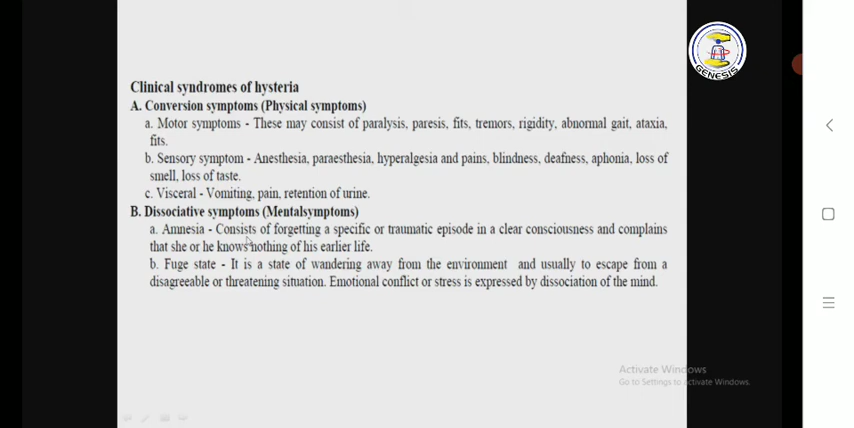 GENESIS
Clinical syndromes of hysteria
A. Conversion symptoms (Physical symptoms)
a. Motor symptoms - These may consist of paralysis, paresis, fits, tremors, rigidity, abnormal gait, ataxia,
fits.
b. Sensory symptom - Anesthesia, paraesthesia, hyperalgesia and pains, blindness, deafness, aphonia, loss of
smell, loss of taste.
c. Visceral - Vomiting, pain, retention of urine.
B. Dissociative symptoms (Mentalsymptoms)
a. Amnesia - Consists of forgetting a specific or traumatic episode in a clear consciousness and complains
that she or he knows nothing of his earlier life.
b. Fuge state - It is a state of wandering away from the environment and usually to escape from a
disagreeable or threatening situation. Emotional conflict or stress is expressed by dissociation of the mind.
Activate Windows
Go to Settings to activate Windows.